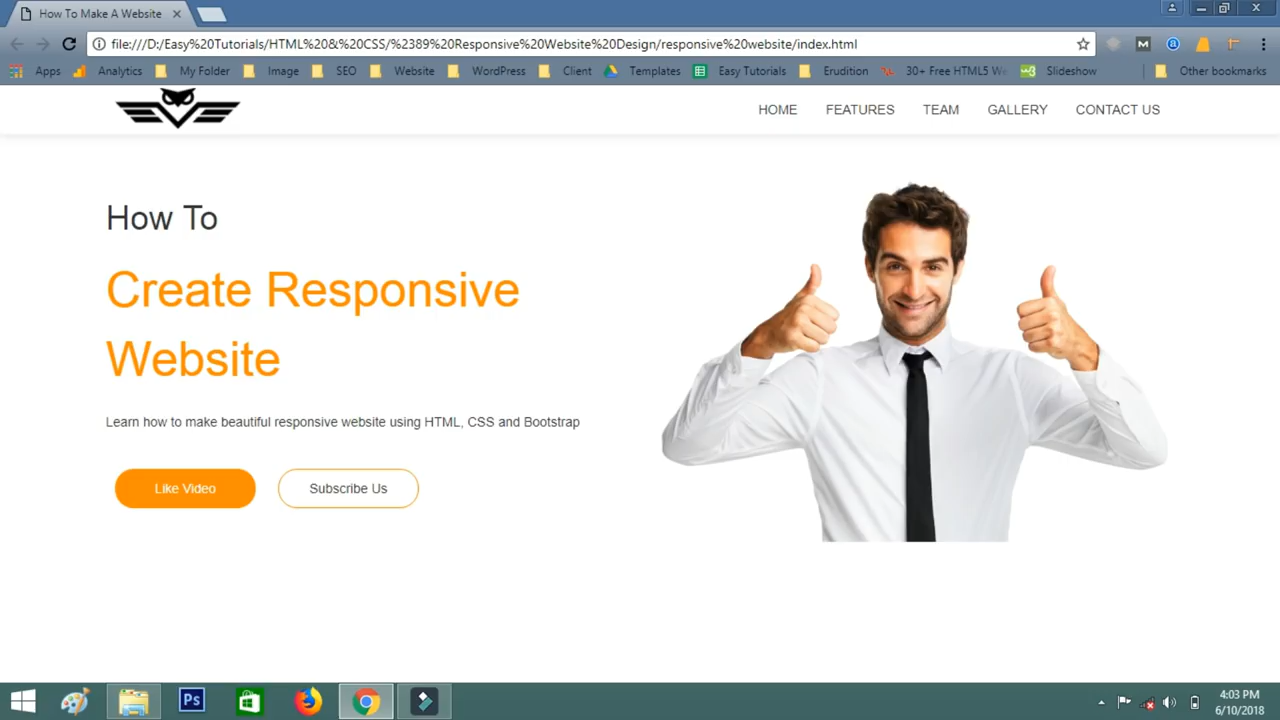 How To Make A Website
file:///D:/Easy%20Tutorials/HTML%20&%20CSS/%2389%20Responsive%20Website%20Design/responsive%20website/index.html
Apps Analytics My Folder Image SEO Website WordPress Client Templates Easy Tutorials Erudition 30+ Free HTML5 We Slideshow Other bookmarks
HOME FEATURES TEAM GALLERY CONTACT US
How To
Create Responsive
Website
Learn how to make beautiful responsive website using HTML, CSS and Bootstrap
Like Video Subscribe Us
Ps
4:03 PM
6/10/2018